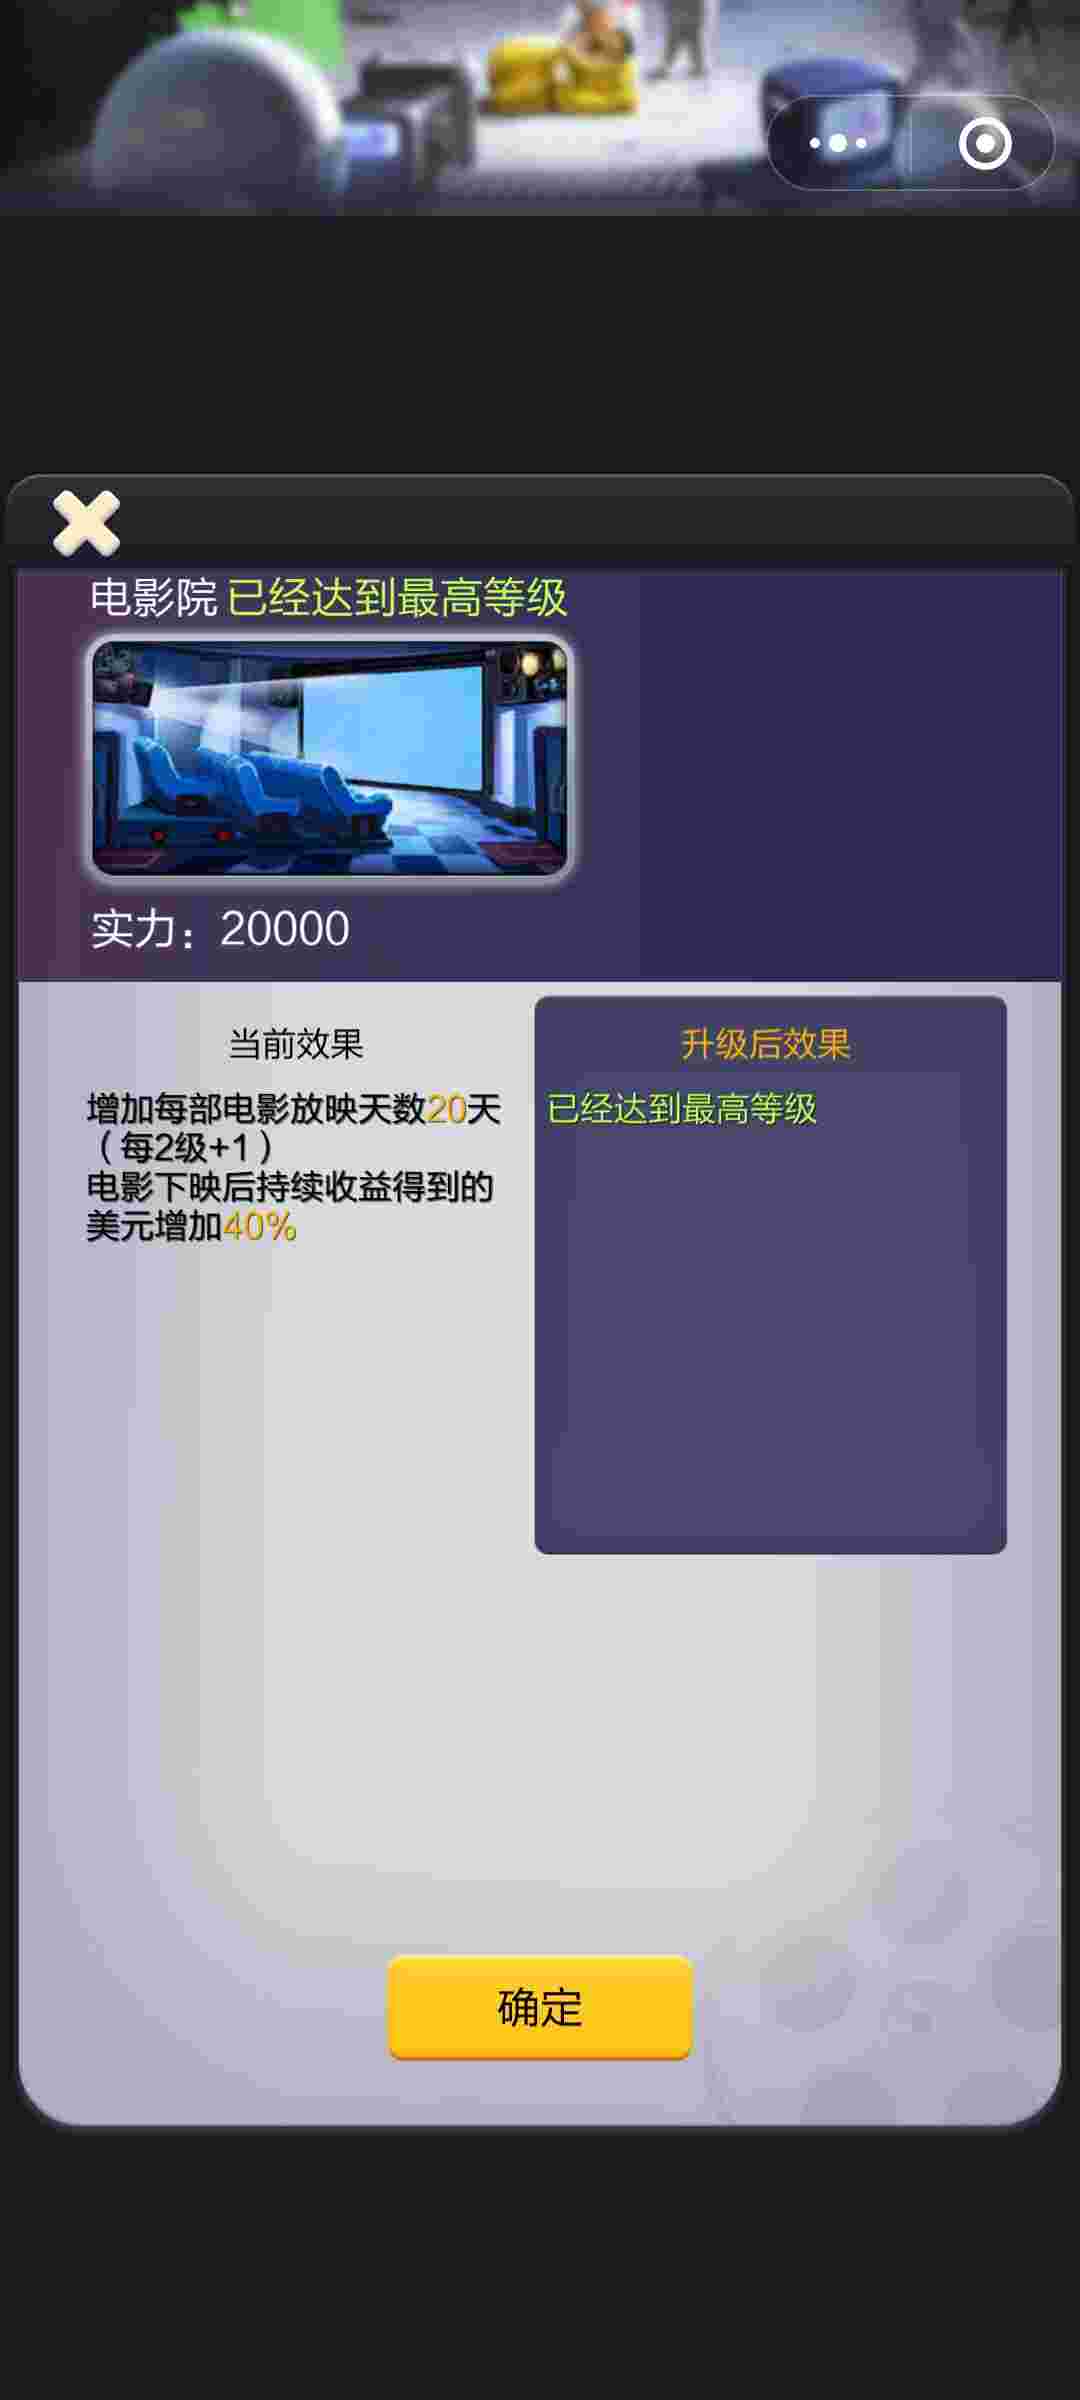 电影院 已经达到最高等级
实力：20000
当前效果
增加每部电影放映天数20天
（每2级+1）
电影下映后持续收益得到的
美元增加40%
升级后效果
已经达到最高等级
确定